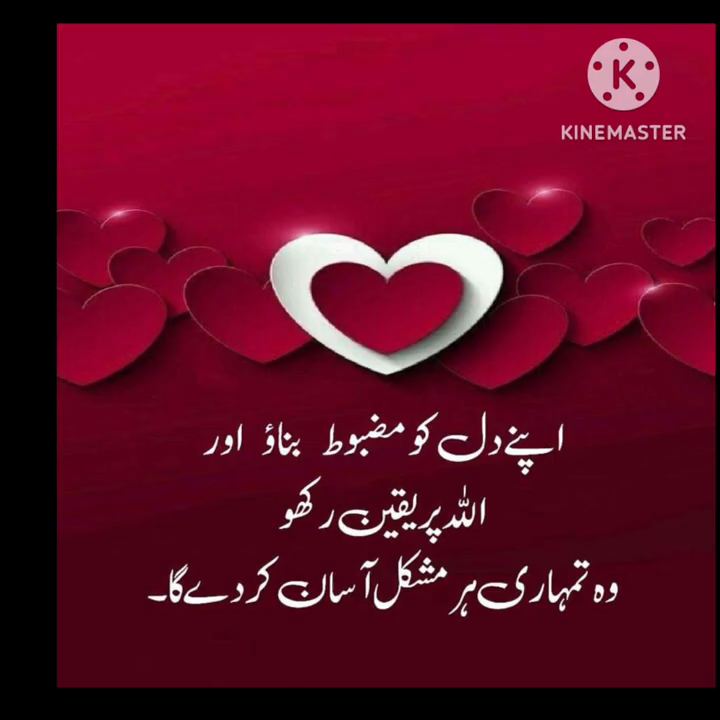 KINEMASTER
اپنے دل کو مضبوط بناؤ اور
اللہ پر یقین رکھو
وہ تمہاری ہر مشکل آسان کر دے گا۔